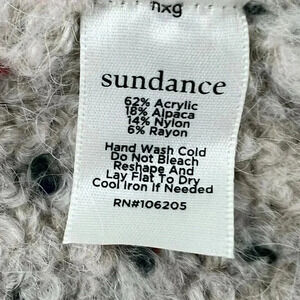 sundance
62% Acrylic
18% Alpaca
14% Nylon
6% Rayon
Hand Wash Cold
Do Not Bleach
Reshape And
Lay Flat To Dry
Cool Iron If Needed
RN#106205